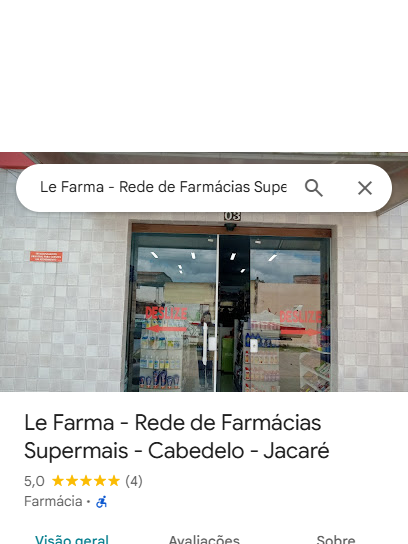 Le Farma - Rede de Farmácias Supe
03
DESLIZE
DESLIZE
Le Farma - Rede de Farmácias
Supermais - Cabedelo - Jacaré
5,0 (4)
Farmácia ·
Visão geral Avaliações Sobre